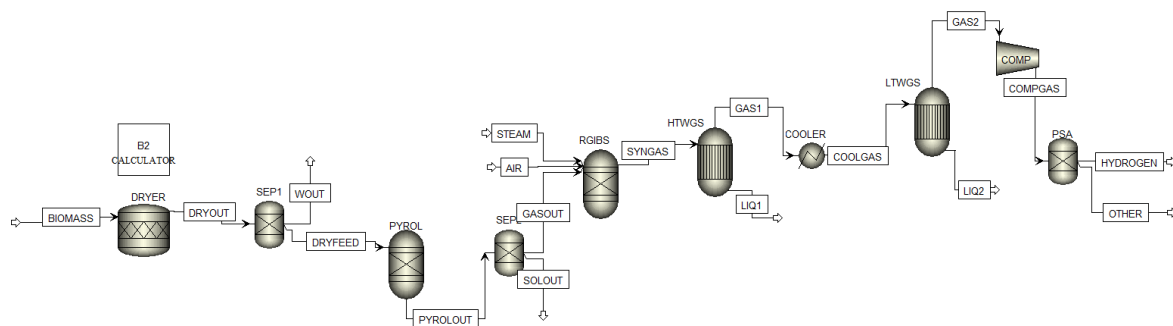 GAS2
COMP
LTWGS
COMPGAS
GAS1
HTWGS
STEAM
COOLER
PSA
B2
CALCULATOR
RGIBS
SYNGAS
COOLGAS
AIR
HYDROGEN
SEP1
WOUT
DRYER
LIQ2
BIOMASS
DRYOUT
GASOUT
LIQ1
OTHER
PYROL
DRYFEED
SOLOUT
PYROLOUT